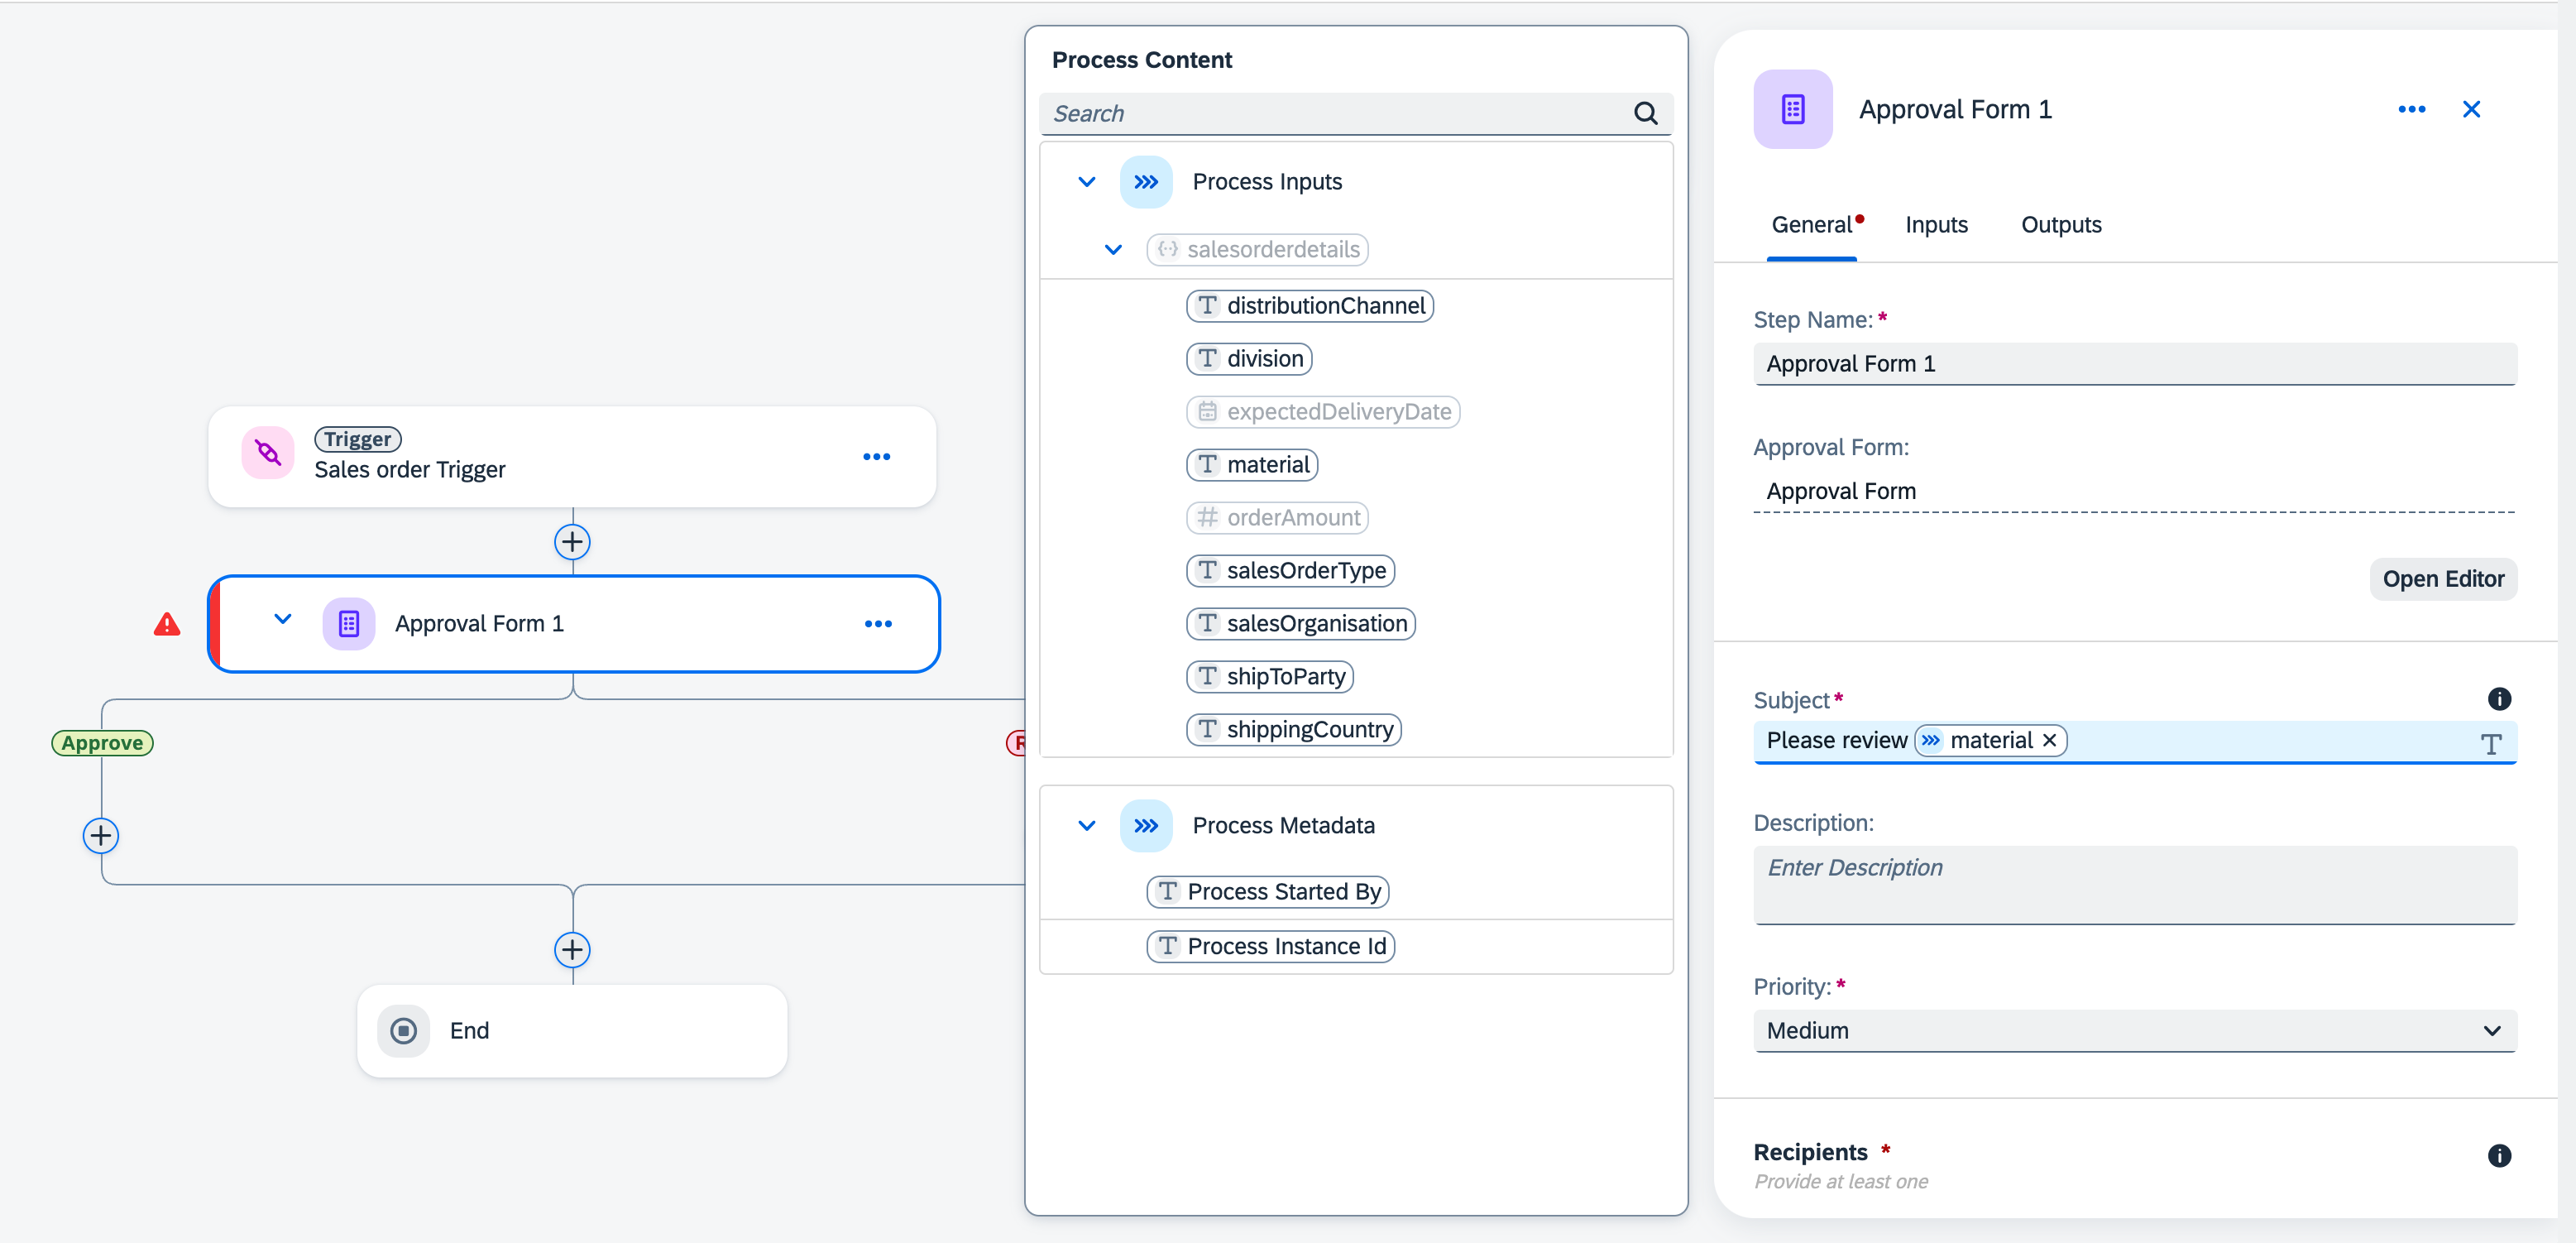 Trigger
Sales order Trigger
Approval Form 1
Approve
End
Process Content
Search
Process Inputs
salesorderdetails
distributionChannel
division
expectedDeliveryDate
material
orderAmount
salesOrderType
salesOrganisation
shipToParty
shippingCountry
Process Metadata
Process Started By
Process Instance Id
Approval Form 1
General Inputs Outputs
Step Name: *
Approval Form 1
Approval Form:
Approval Form
Open Editor
Subject *
Please review material
Description:
Enter Description
Priority: *
Medium
Recipients *
Provide at least one